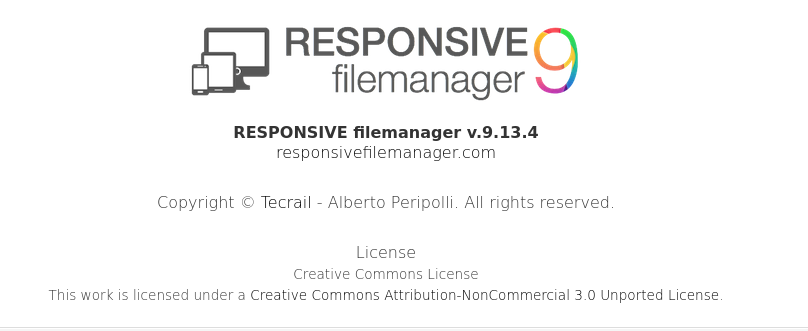 RESPONSIVE
filemanager 9
RESPONSIVE filemanager v.9.13.4
responsivefilemanager.com
Copyright © Tecrail - Alberto Peripolli. All rights reserved.
License
Creative Commons License
This work is licensed under a Creative Commons Attribution-NonCommercial 3.0 Unported License.